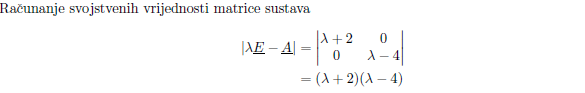 Računanje svojstvenih vrijednosti matrice sustava
|λE − A| = |λ + 2 0
0 λ − 4|
= (λ + 2)(λ − 4)